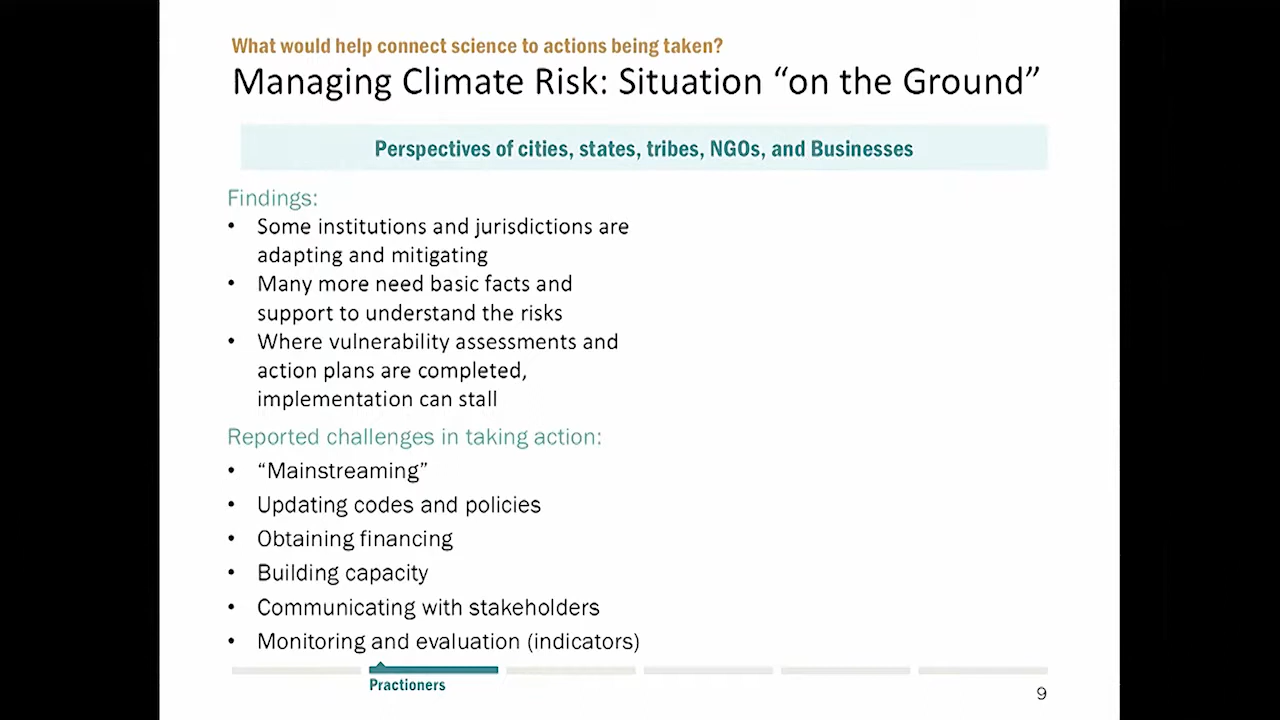 What would help connect science to actions being taken?
Managing Climate Risk: Situation “on the Ground”
Perspectives of cities, states, tribes, NGOs, and Businesses
Findings:
• Some institutions and jurisdictions are
adapting and mitigating
• Many more need basic facts and
support to understand the risks
• Where vulnerability assessments and
action plans are completed,
implementation can stall
Reported challenges in taking action:
• “Mainstreaming”
• Updating codes and policies
• Obtaining financing
• Building capacity
• Communicating with stakeholders
• Monitoring and evaluation (indicators)
Practioners
9